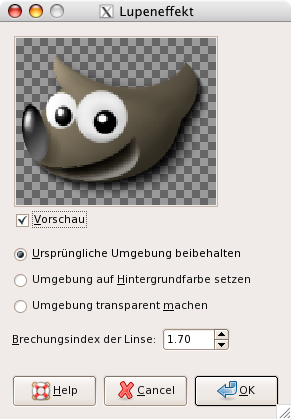 Lupeneffekt
Vorschau
Ursprüngliche Umgebung beibehalten
Umgebung auf Hintergrundfarbe setzen
Umgebung transparent machen
Brechungsindex der Linse: 1.70
Help Cancel OK